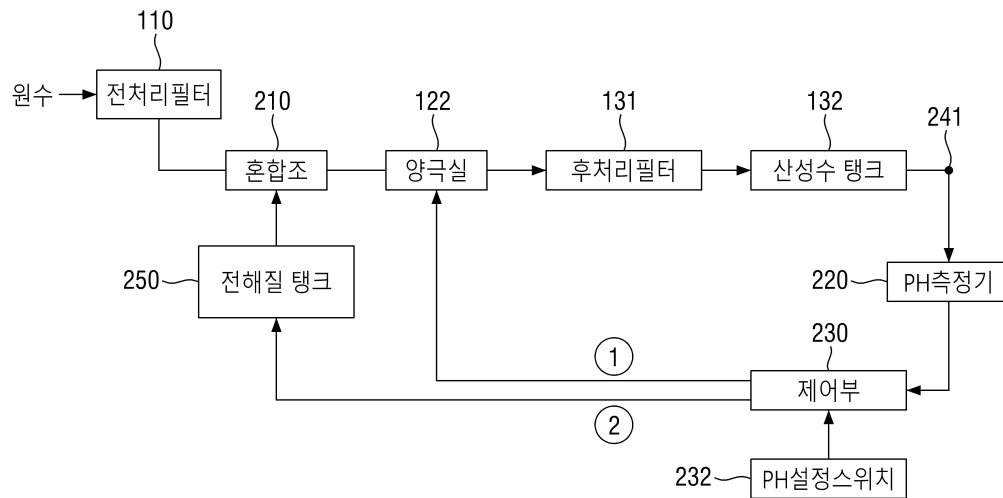 110
원수
전처리필터
210
122
131
132
241
혼합조
양극실
후처리필터
산성수 탱크
250
전해질 탱크
220
PH측정기
1
230
제어부
2
232
PH설정스위치